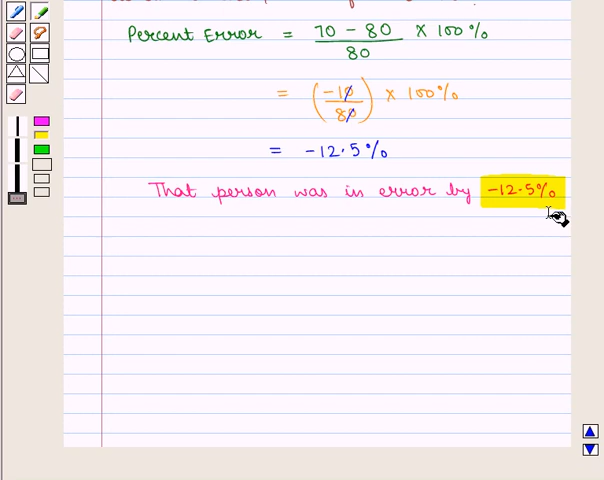 Percent Error = 70 - 80 / 80 × 100%
= (-10/80) × 100%
= -12.5%
That person was in error by -12.5%